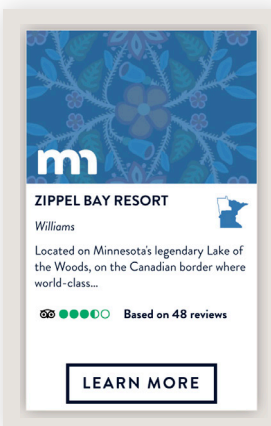 mn
ZIPPEL BAY RESORT
Williams
Located on Minnesota's legendary Lake of
the Woods, on the Canadian border where
world-class...
Based on 48 reviews
LEARN MORE